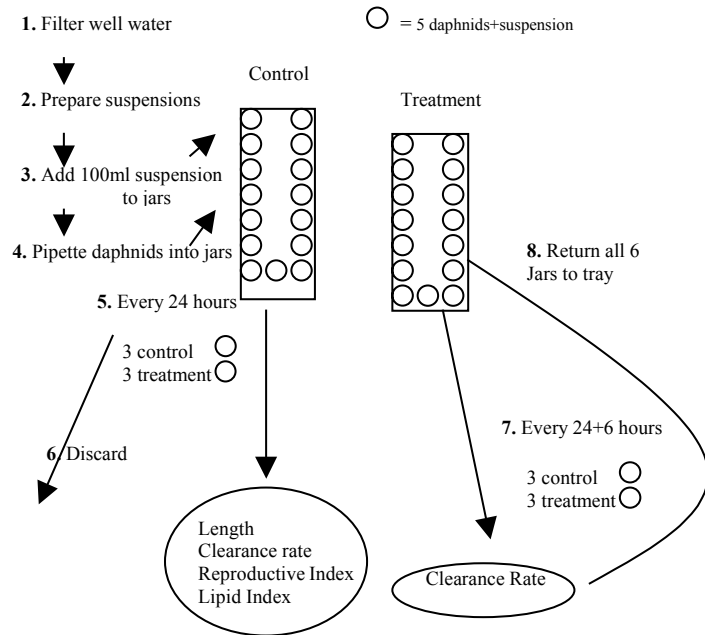 1. Filter well water
= 5 daphnids+suspension
Control
2. Prepare suspensions
Treatment
3. Add 100ml suspension
to jars
4. Pipette daphnids into jars
8. Return all 6
Jars to tray
5. Every 24 hours
3 control
3 treatment
7. Every 24+6 hours
6. Discard
3 control
3 treatment
Length
Clearance rate
Reproductive Index
Lipid Index
Clearance Rate